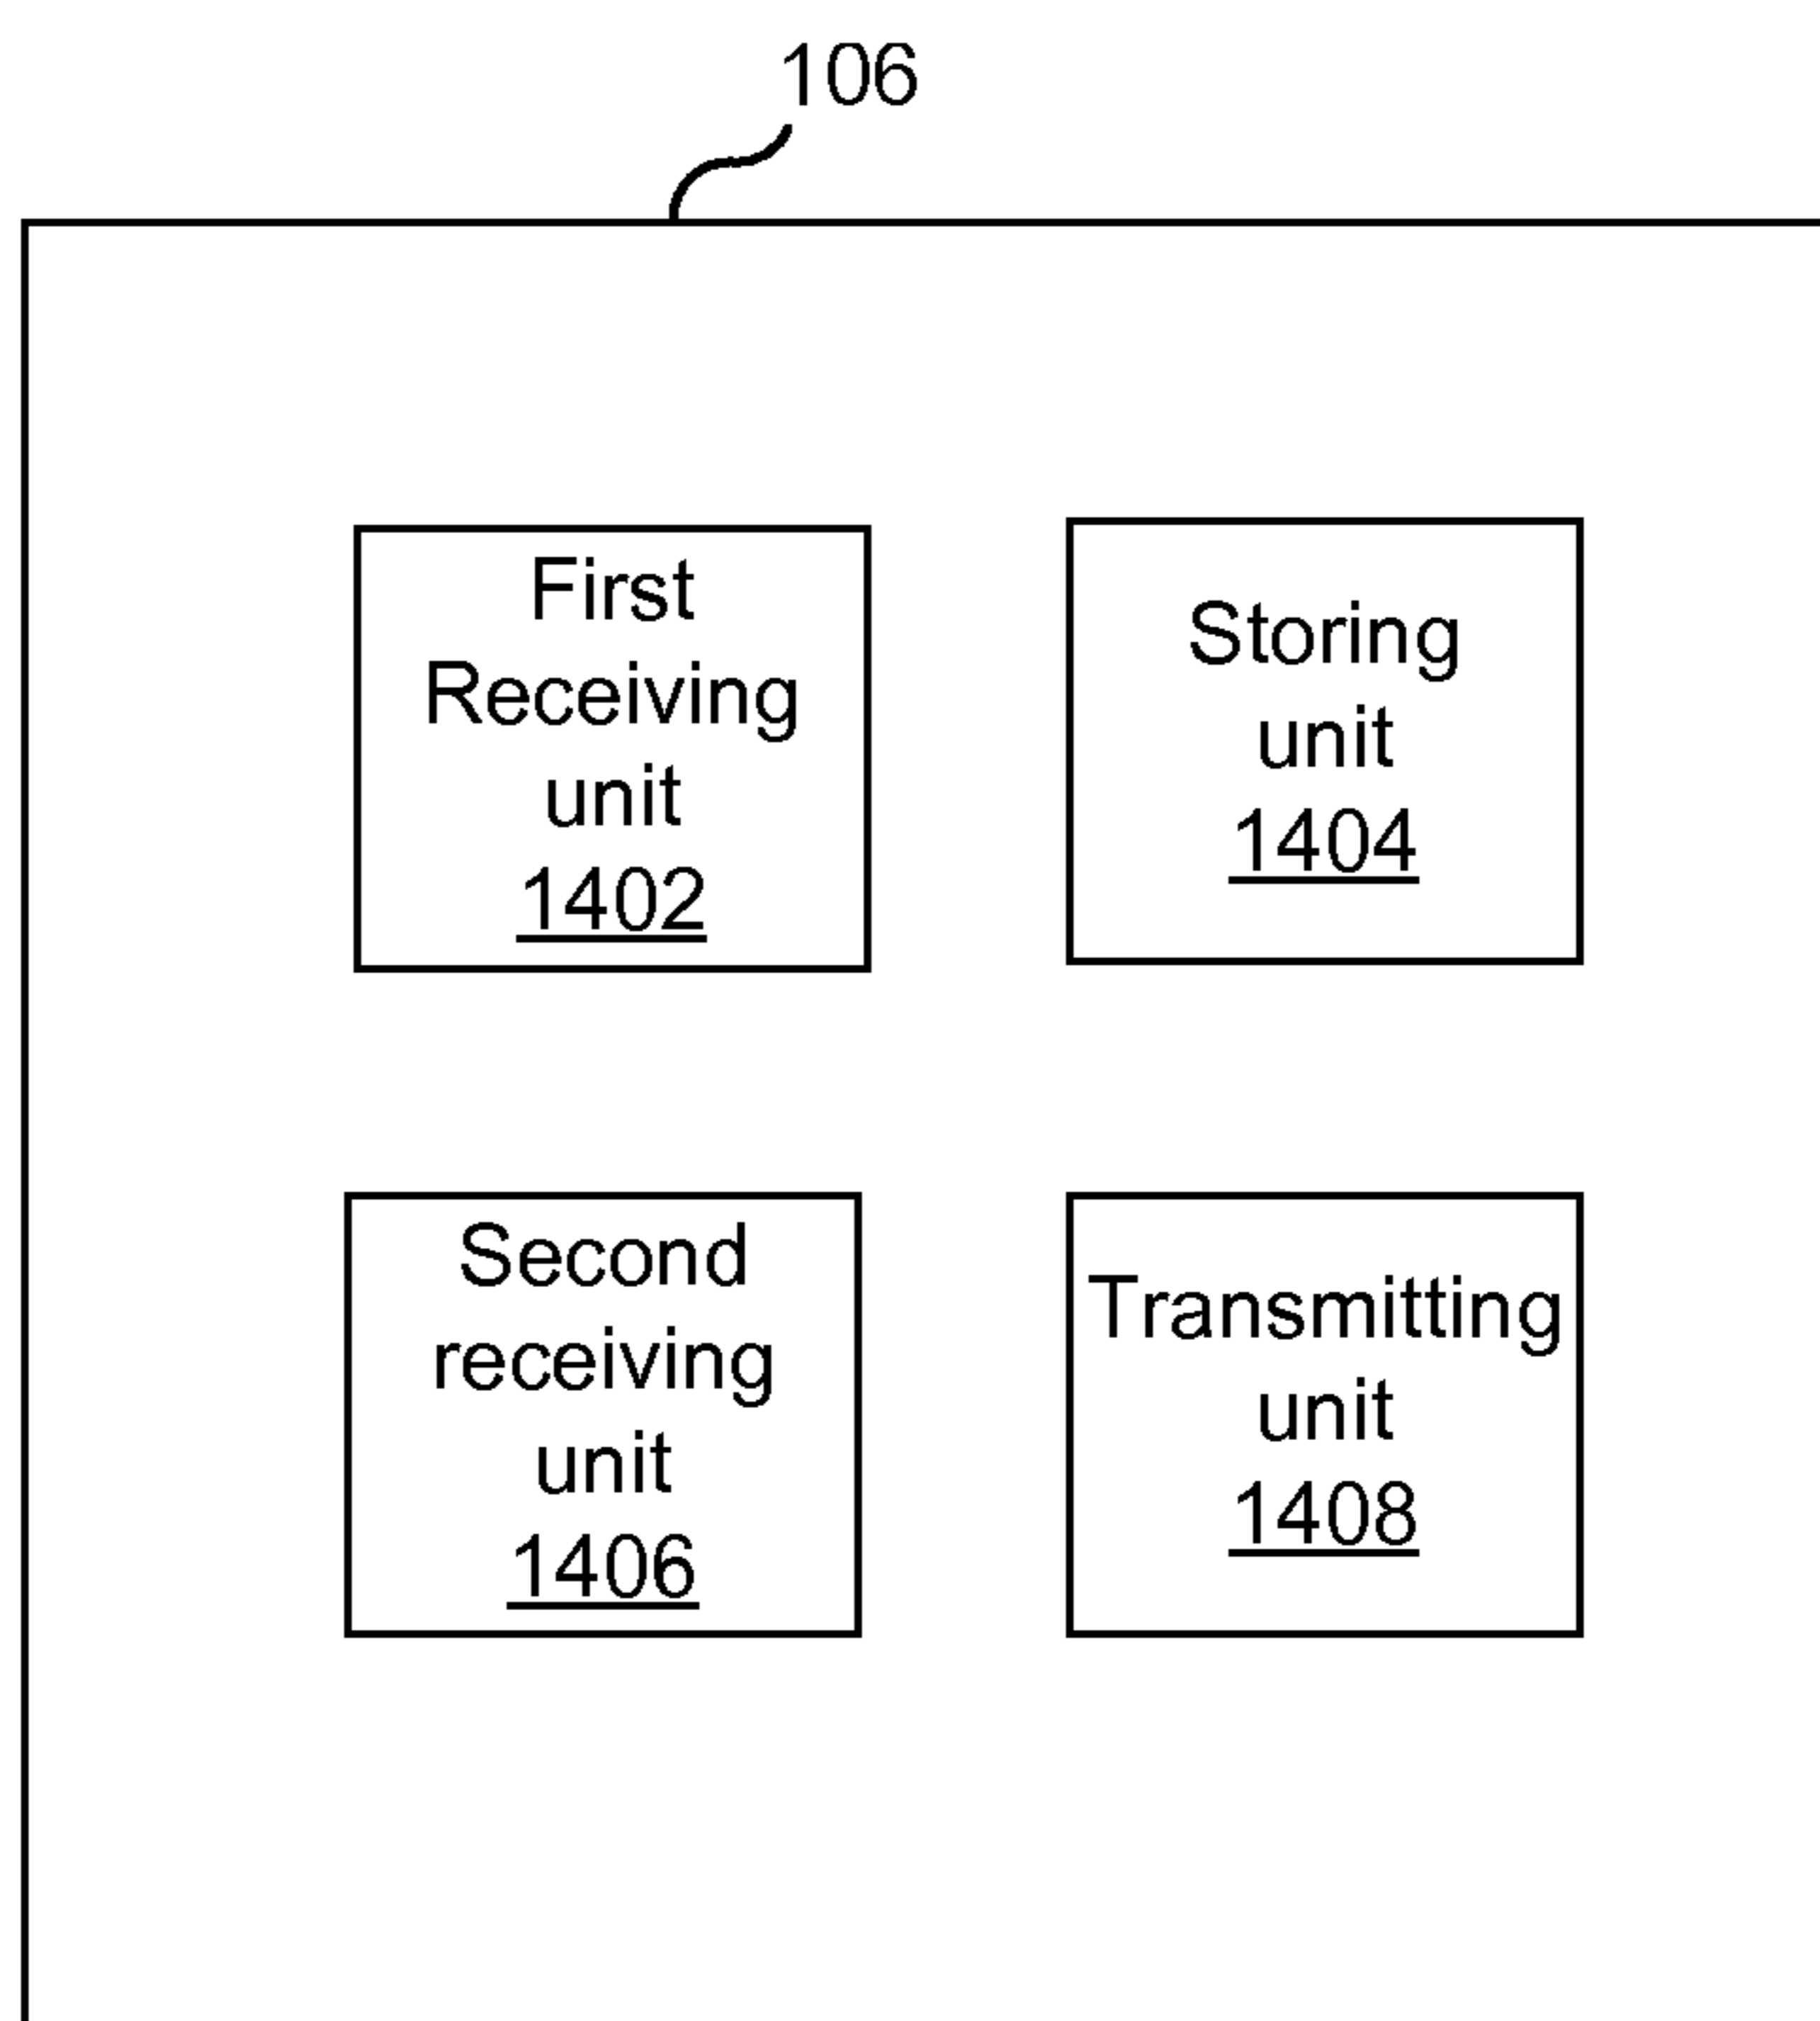 106
First
Receiving
unit
1402
Storing
unit
1404
Second
receiving
unit
1406
Transmitting
unit
1408